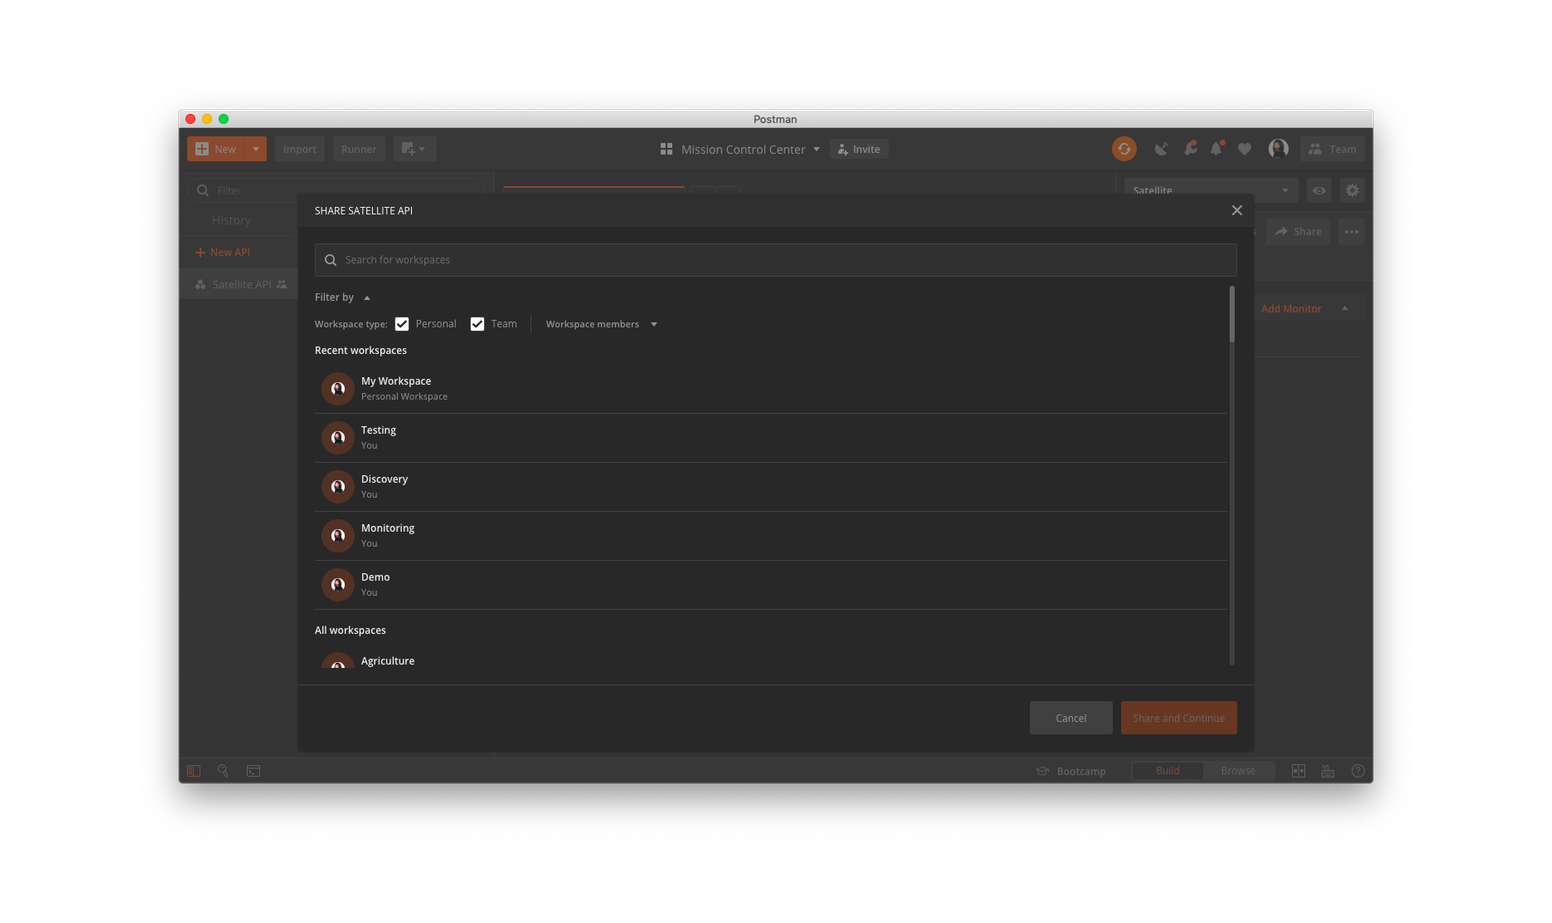 Postman
New
Import
Runner
Mission Control Center
Invite
Team
Filter
Satellite
History
SHARE SATELLITE API
Share
New API
Search for workspaces
Satellite API
Filter by
Add Monitor
Workspace type: Personal Team Workspace members
Recent workspaces
My Workspace
Personal Workspace
Testing
You
Discovery
You
Monitoring
You
Demo
You
All workspaces
Agriculture
Cancel
Share and Continue
Bootcamp
Build
Browse